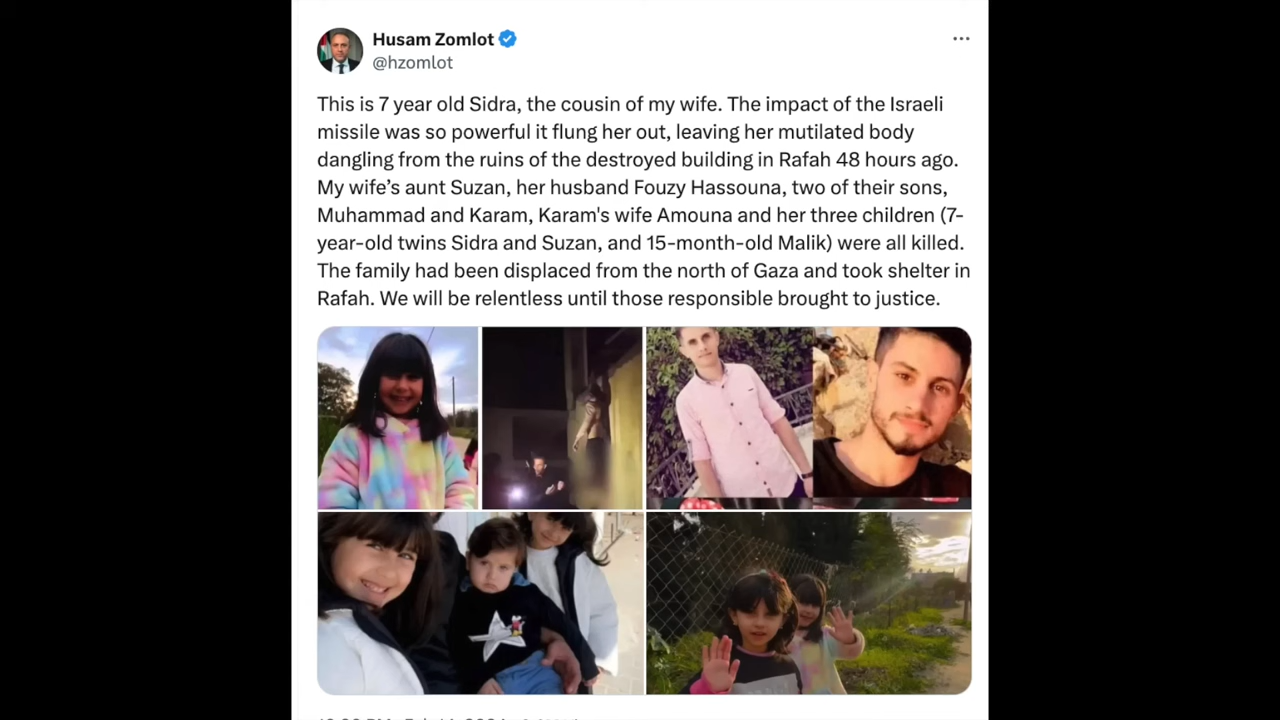 Husam Zomlot
@hzomlot
This is 7 year old Sidra, the cousin of my wife. The impact of the Israeli
missile was so powerful it flung her out, leaving her mutilated body
dangling from the ruins of the destroyed building in Rafah 48 hours ago.
My wife’s aunt Suzan, her husband Fouzy Hassouna, two of their sons,
Muhammad and Karam, Karam's wife Amouna and her three children (7-
year-old twins Sidra and Suzan, and 15-month-old Malik) were all killed.
The family had been displaced from the north of Gaza and took shelter in
Rafah. We will be relentless until those responsible brought to justice.